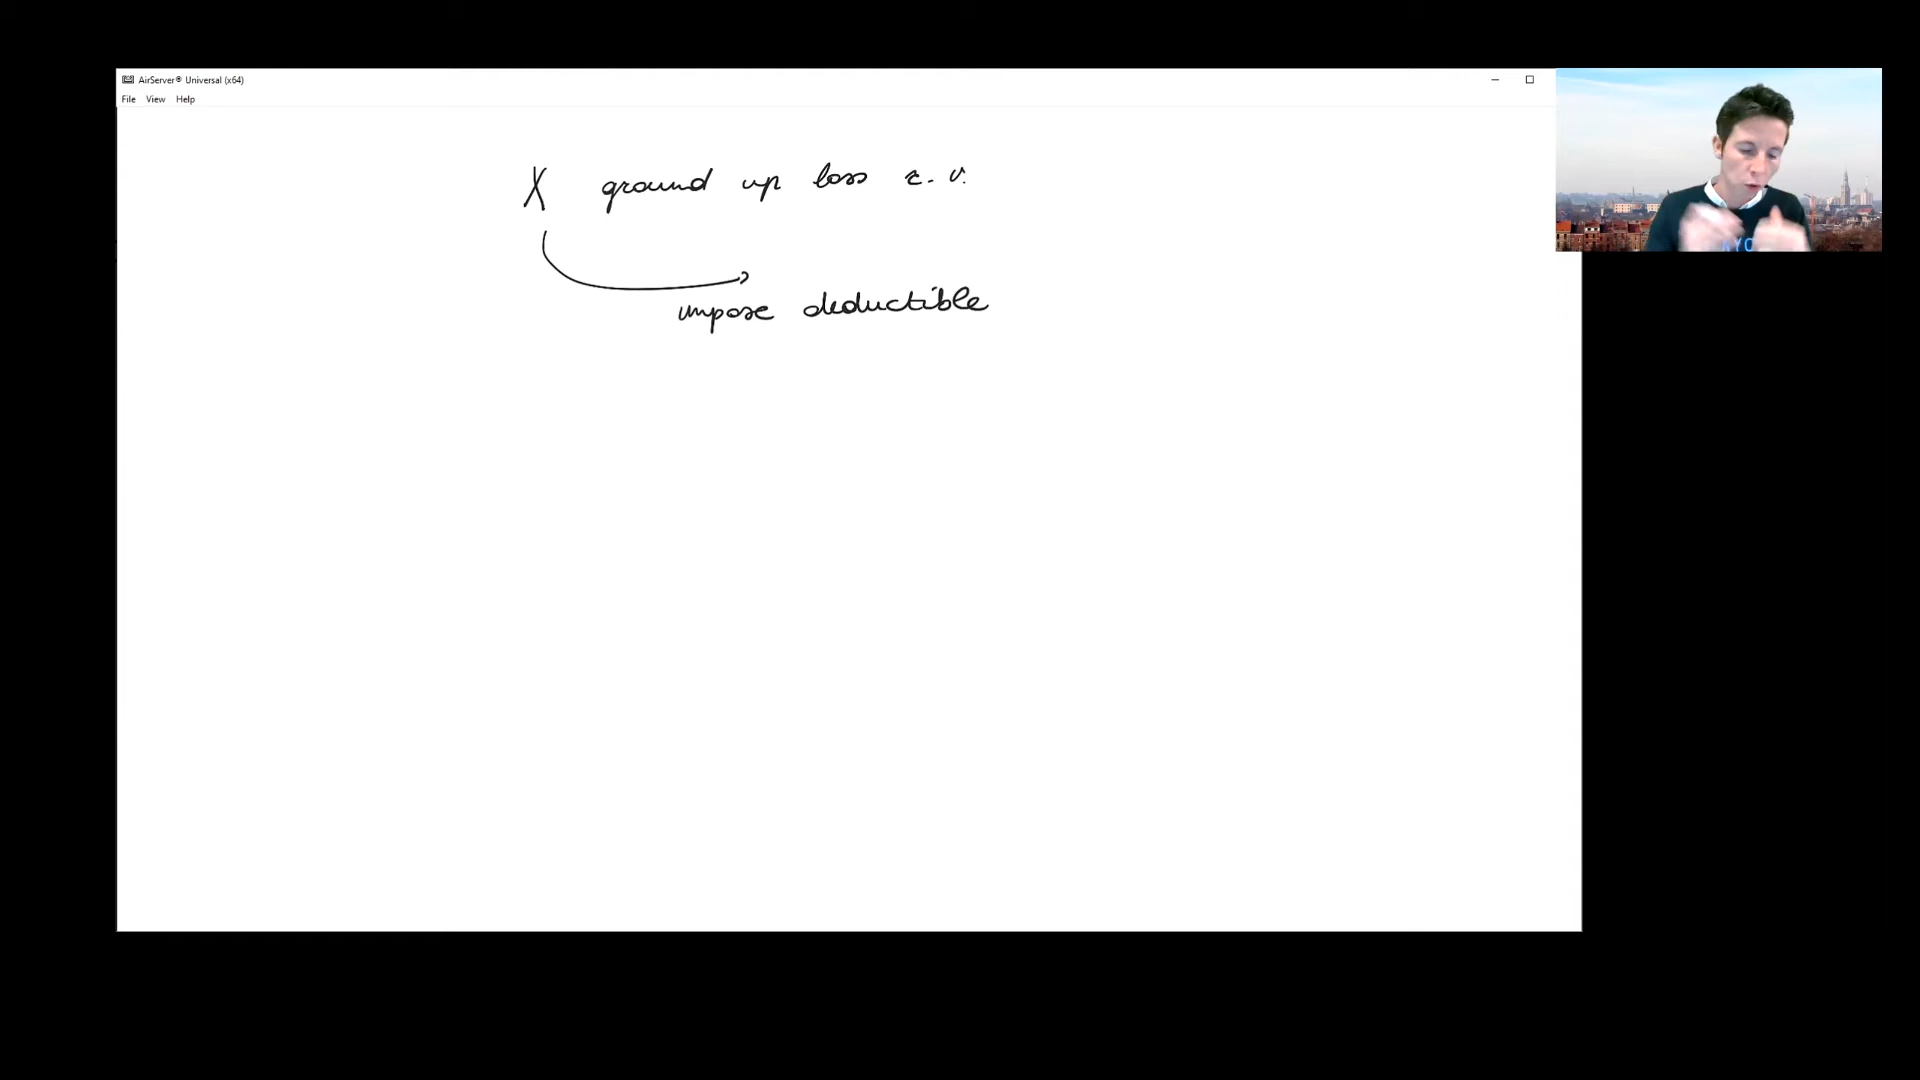 AirServer® Universal (x64)
File View Help
X ground up loss r.v.
impose deductible